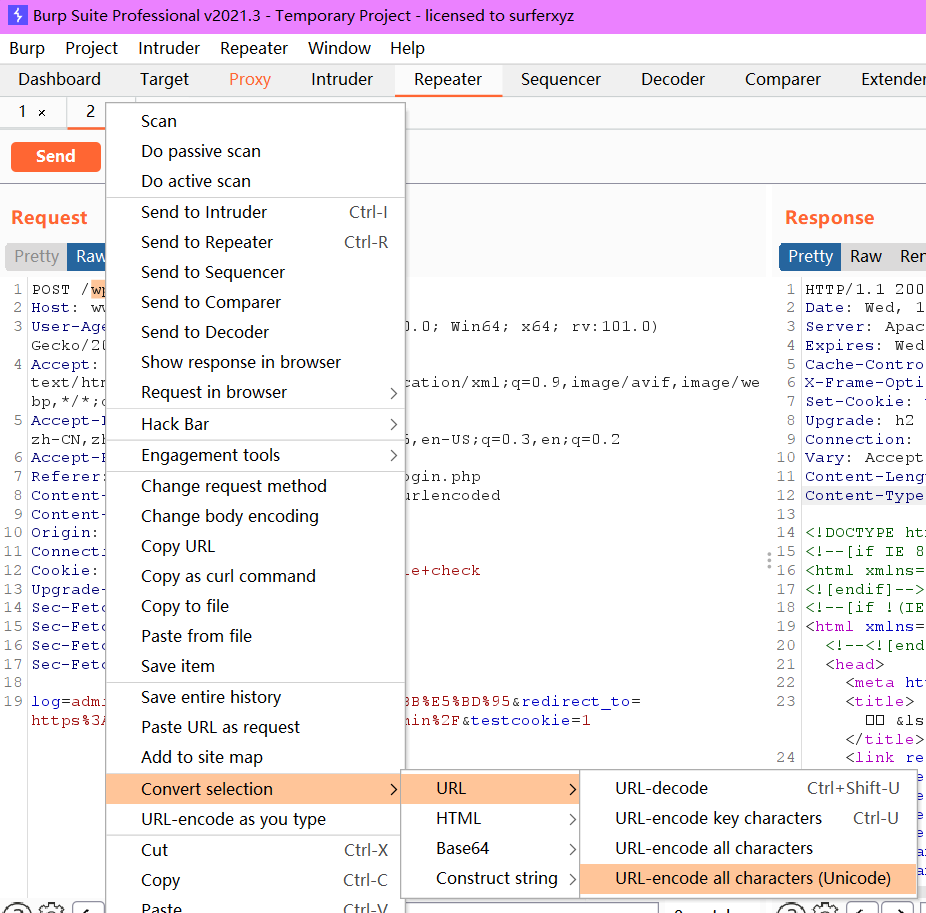 Burp Suite Professional v2021.3 - Temporary Project - licensed to surferxyz
Burp Project Intruder Repeater Window Help
Dashboard Target Proxy Intruder Repeater Sequencer Decoder Comparer Extender
1 × 2
Send
Request
Pretty Raw
1 POST /wp
2 Host: w
3 User-Age 0.0; Win64; x64; rv:101.0)
Gecko/20
4 Accept:
text/htm cation/xml;q=0.9,image/avif,image/we
bp,*/*;
5 Accept-
zh-CN,zh ,en-US;q=0.3,en;q=0.2
6 Accept-
7 Referer: ogin.php
8 Content- urlencoded
9 Content-
10 Origin:
11 Connecti
12 Cookie: ie+check
13 Upgrade-
14 Sec-Fetc
15 Sec-Fetc
16 Sec-Fetc
17 Sec-Fetc
18
19 log=admi BB%E5%BD%95&redirect_to=
https%3A min%2F&testcookie=1
Scan
Do passive scan
Do active scan
Send to Intruder Ctrl-I
Send to Repeater Ctrl-R
Send to Sequencer
Send to Comparer
Send to Decoder
Show response in browser
Request in browser
Hack Bar
Engagement tools
Change request method
Change body encoding
Copy URL
Copy as curl command
Copy to file
Paste from file
Save item
Save entire history
Paste URL as request
Add to site map
Convert selection
URL-encode as you type
Cut Ctrl-X
Copy Ctrl-C
Paste Ctrl-V
URL
HTML
Base64
Construct string
URL-decode Ctrl+Shift-U
URL-encode key characters Ctrl-U
URL-encode all characters
URL-encode all characters (Unicode)
Response
Pretty Raw Ren
1 HTTP/1.1 200
2 Date: Wed, 1
3 Server: Apac
4 Expires: Wed
5 Cache-Contro
6 X-Frame-Opti
7 Set-Cookie:
8 Upgrade: h2
9 Connection:
10 Vary: Accept
11 Content-Leng
12 Content-Type
13
14 <!DOCTYPE ht
15 <!--[if IE 8
16 <html xmlns=
17 <![endif]-->
18 <!--[if !(IE
19 <html xmlns=
20 <!--<![end
21 <head>
22 <meta ht
23 <title>
&ls
</title>
24 <link re